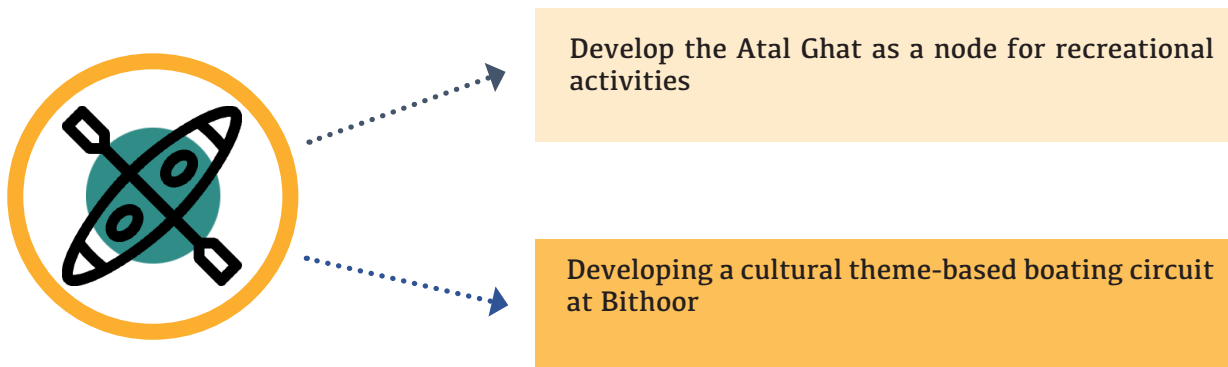 Develop the Atal Ghat as a node for recreational
activities
Developing a cultural theme-based boating circuit
at Bithoor